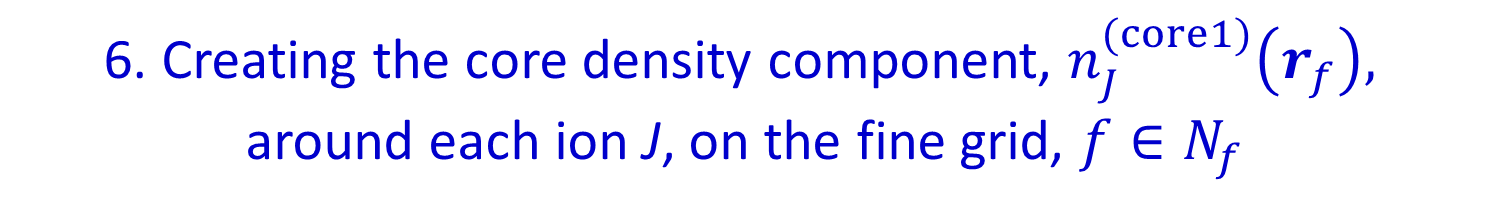 6. Creating the core density component, n_J^(core1)(r_f),
around each ion J, on the fine grid, f ∈ N_f